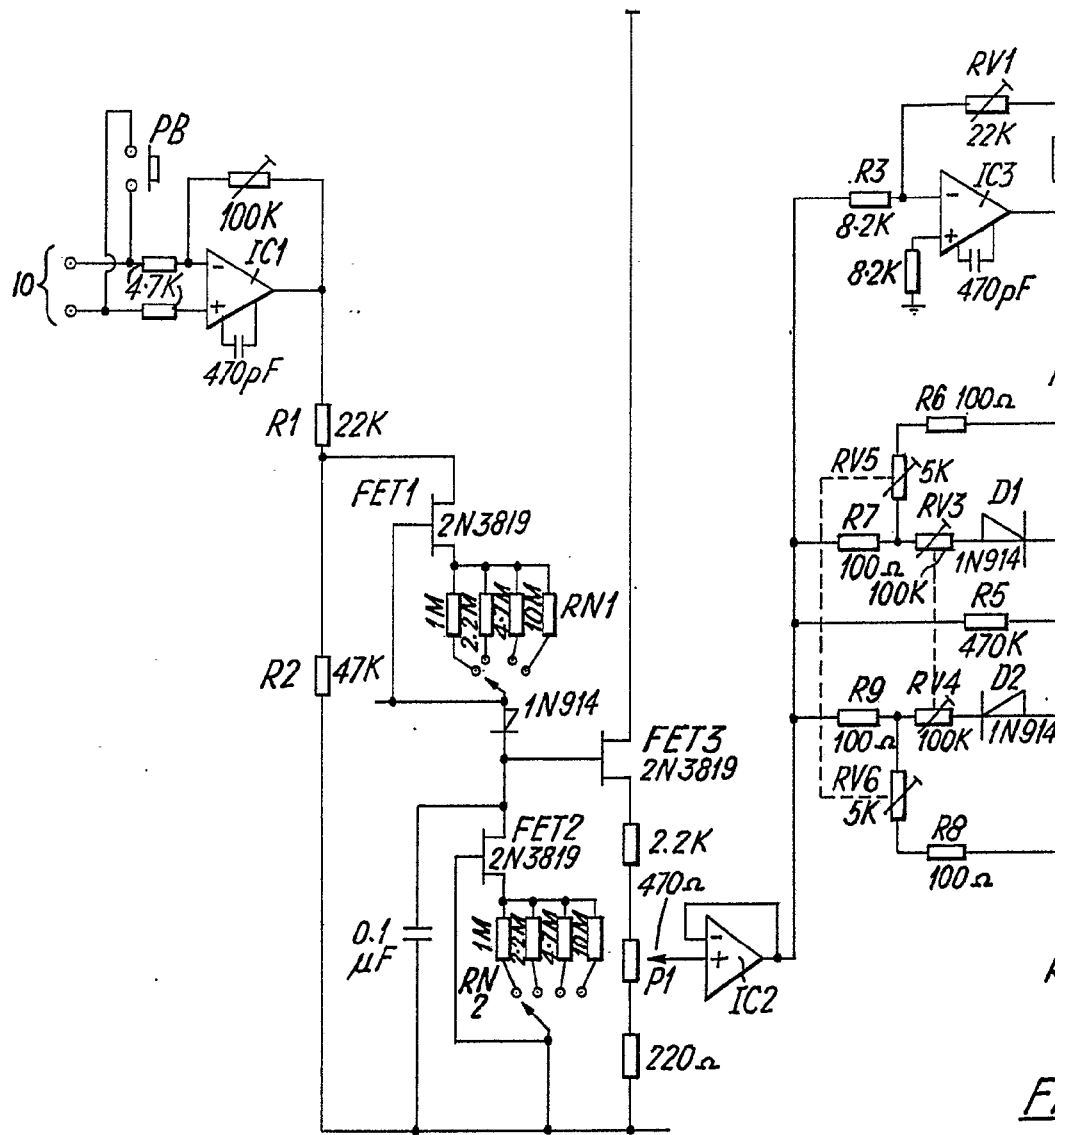 RV1
22K
PB
R3
IC3
8.2K
8.2K
470pF
100K
IC1
10
4.7K
470pF
R1
22K
R6 100Ω
RV5
5K
FET1
2N3819
R7
RV3
D1
100Ω
100K
1N914
1M
2.2M
4.7M
10M
RN1
R5
470K
R2
47K
1N914
R9
RV4
D2
100Ω
100K
1N914
FET3
2N3819
RV6
5K
FET2
2N3819
2.2K
R8
100Ω
470Ω
0.1
µF
1M
2.2M
4.7M
10M
RN
2
P1
IC2
220Ω